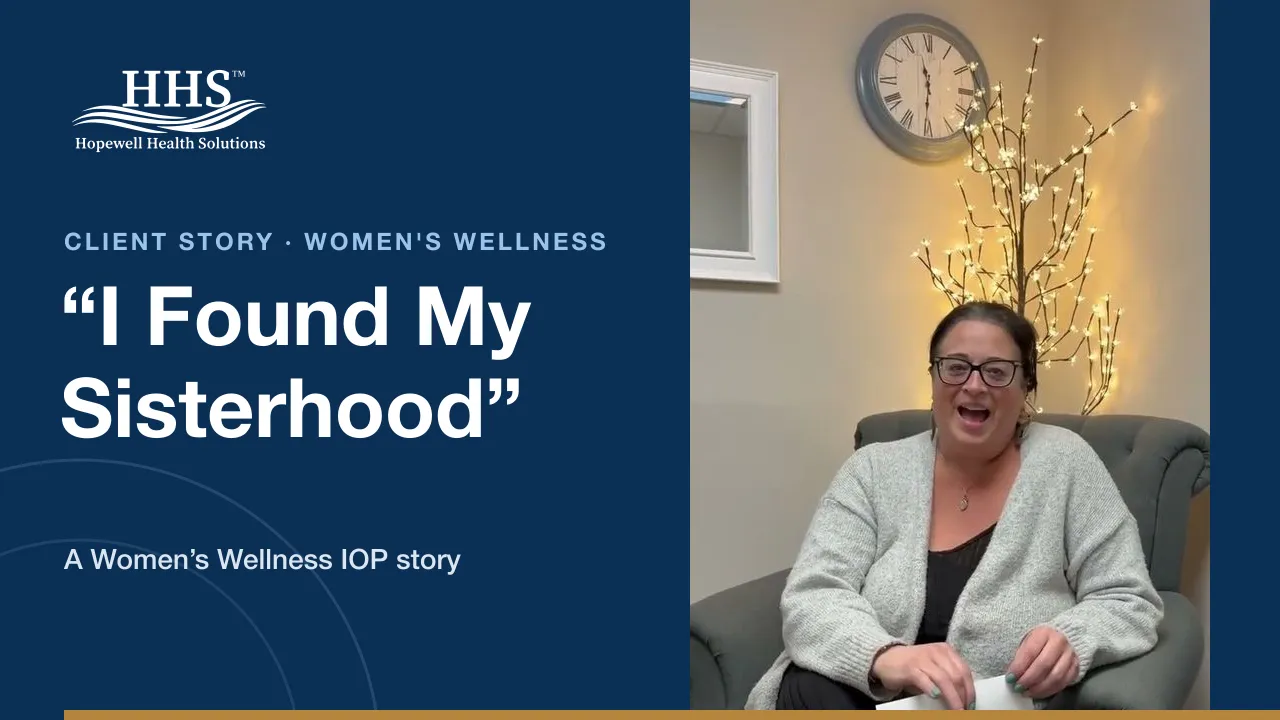 HHS™
Hopewell Health Solutions
CLIENT STORY · WOMEN'S WELLNESS
“I Found My
Sisterhood”
A Women’s Wellness IOP story